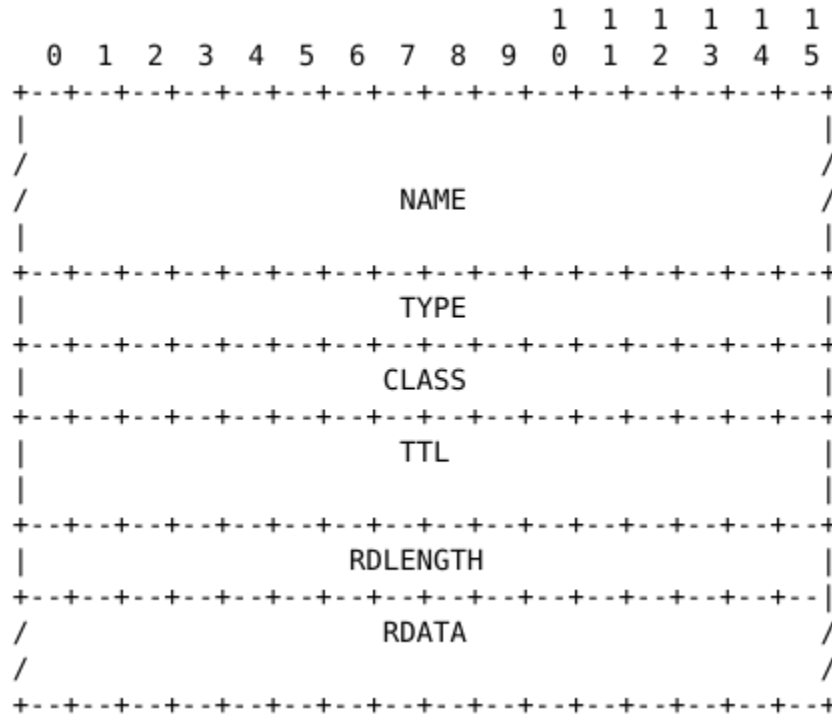 1  1  1  1  1  1
  0  1  2  3  4  5  6  7  8  9  0  1  2  3  4  5
+--+--+--+--+--+--+--+--+--+--+--+--+--+--+--+--+
|                                               |
/                                               /
/                      NAME                     /
|                                               |
+--+--+--+--+--+--+--+--+--+--+--+--+--+--+--+--+
|                      TYPE                     |
+--+--+--+--+--+--+--+--+--+--+--+--+--+--+--+--+
|                     CLASS                     |
+--+--+--+--+--+--+--+--+--+--+--+--+--+--+--+--+
|                      TTL                      |
|                                               |
+--+--+--+--+--+--+--+--+--+--+--+--+--+--+--+--+
|                   RDLENGTH                    |
+--+--+--+--+--+--+--+--+--+--+--+--+--+--+--+--|
/                     RDATA                     /
/                                               /
+--+--+--+--+--+--+--+--+--+--+--+--+--+--+--+--+